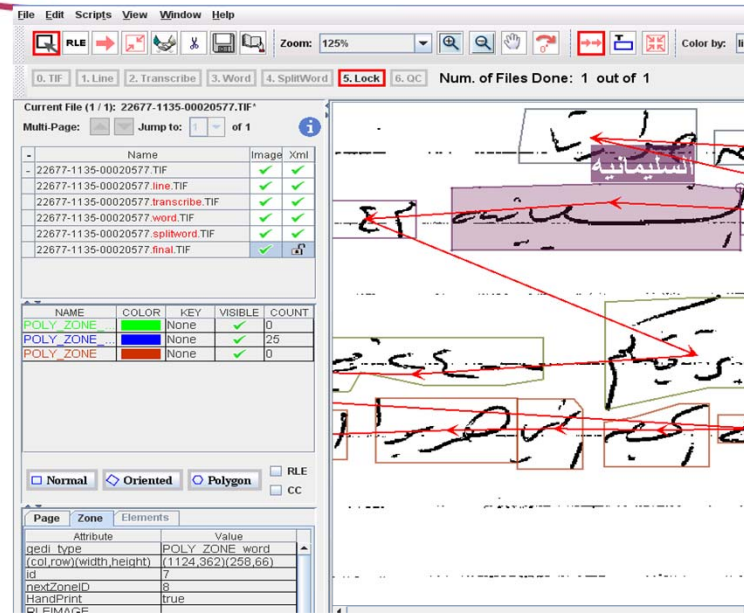 File Edit Scripts View Window Help
RLE Zoom: 125% Color by: li
0. TIF 1. Line 2. Transcribe 3. Word 4. SplitWord 5. Lock 6. QC Num. of Files Done: 1 out of 1
Current File (1 / 1): 22677-1135-00020577.TIF*
Multi-Page: Jump to: 1 of 1
- Name Image Xml
- 22677-1135-00020577.TIF
22677-1135-00020577.line.TIF
22677-1135-00020577.transcribe.TIF
22677-1135-00020577.word.TIF
22677-1135-00020577.splitword.TIF
22677-1135-00020577.final.TIF
NAME COLOR KEY VISIBLE COUNT
POLY_ZONE_... None 0
POLY_ZONE_... None 25
POLY_ZONE None 0
Normal Oriented Polygon RLE
CC
Page Zone Elements
Attribute Value
gedi_type POLY_ZONE_word
(col,row)(width,height) (1124,362)(258,66)
id 7
nextZoneID 8
HandPrint true
RLEIMAGE
السليمانيه